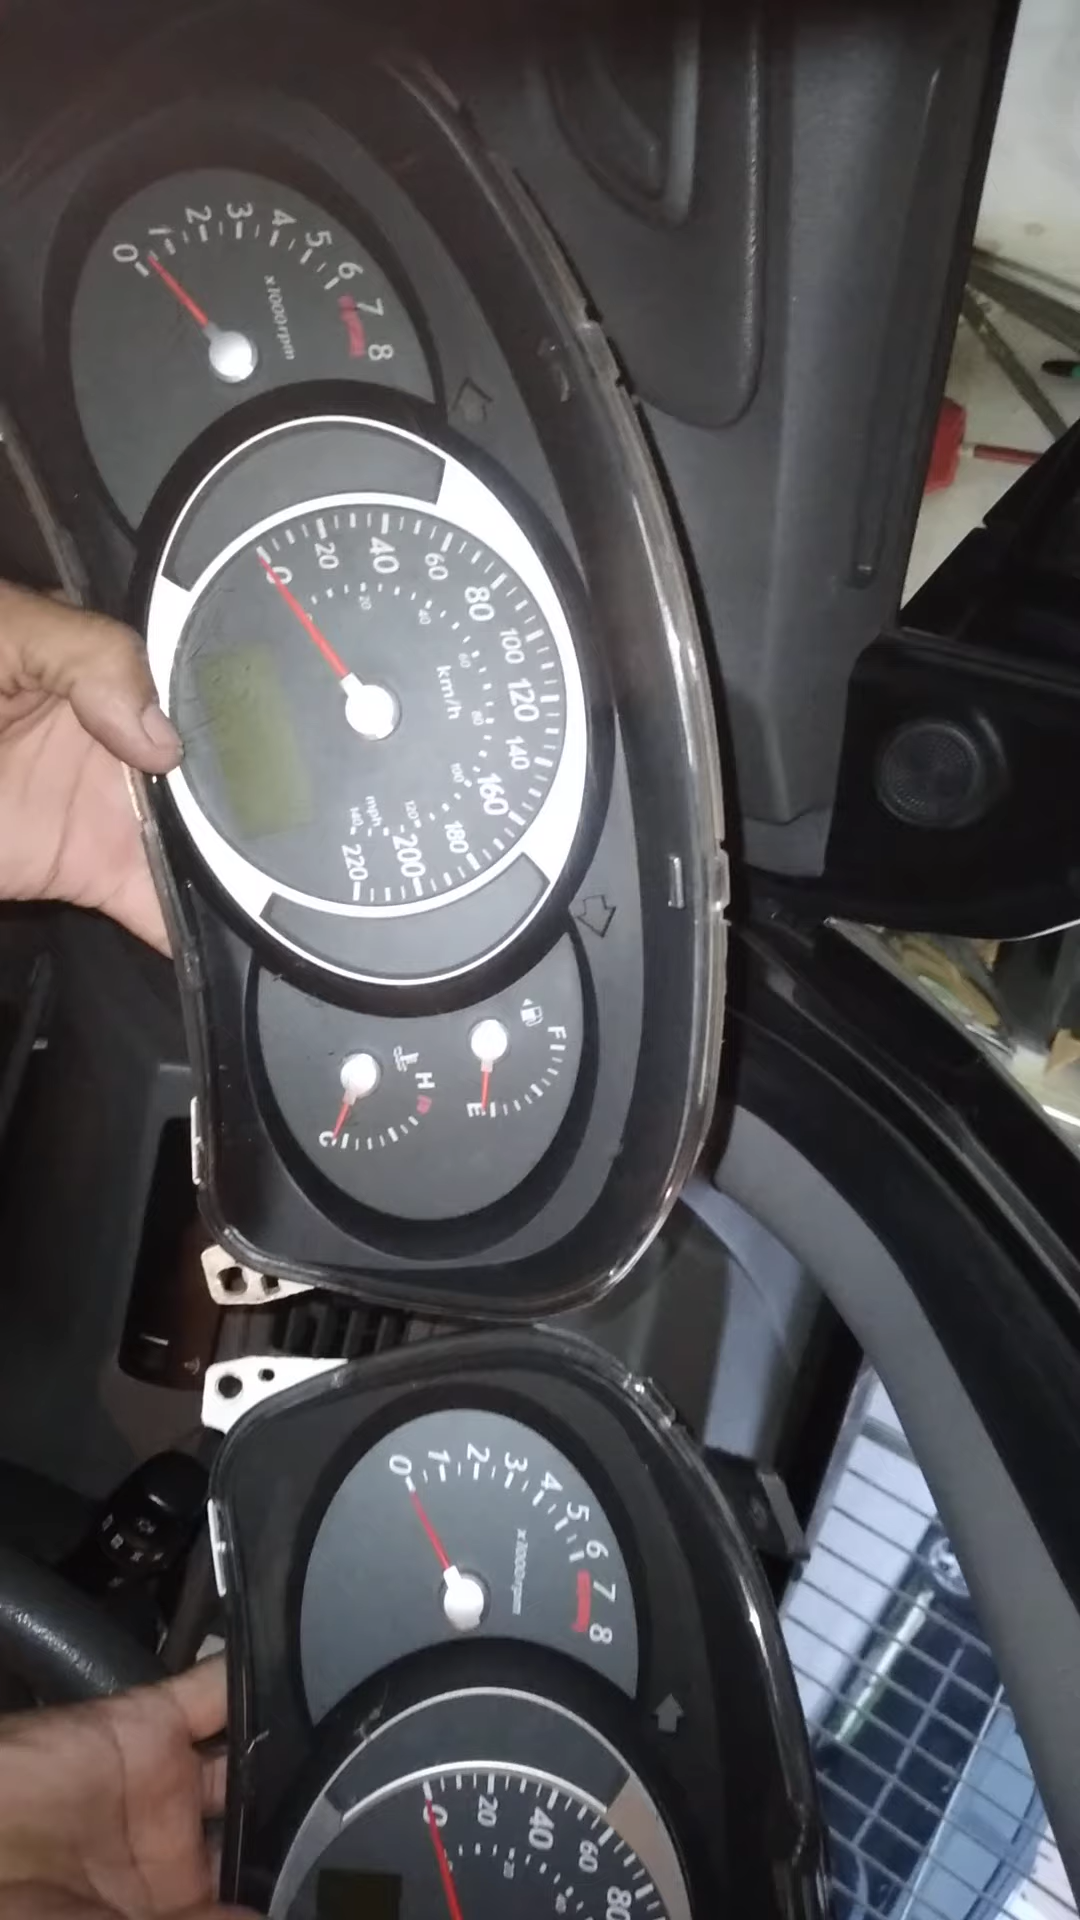 0 1 2 3 4 5 6 7 8
x1000rpm
0 20 40 60 80 100 120 140 160 180 200 220
20 40 60 80 100 120 140
km/h
mph
C H
E F
0 1 2 3 4 5 6 7 8
x1000rpm
0 20 40 60 80
20 40